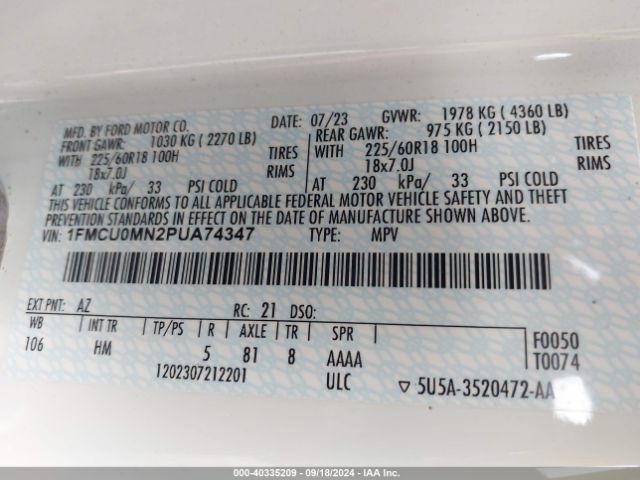 MFD. BY FORD MOTOR CO. DATE: 07/23 GVWR: 1978 KG ( 4360 LB)
FRONT GAWR: 1030 KG ( 2270 LB) REAR GAWR: 975 KG ( 2150 LB)
WITH 225/60R18 100H TIRES WITH 225/60R18 100H TIRES
18x7.0J RIMS 18x7.0J RIMS
AT 230 kPa/ 33 PSI COLD AT 230 kPa/ 33 PSI COLD
THIS VEHICLE CONFORMS TO ALL APPLICABLE FEDERAL MOTOR VEHICLE SAFETY AND THEFT
PREVENTION STANDARDS IN EFFECT ON THE DATE OF MANUFACTURE SHOWN ABOVE.
VIN: 1FMCU0MN2PUA74347 TYPE: MPV
EXT PNT: AZ RC: 21 DSO:
WB INT TR TP/PS R AXLE TR SPR F0050
106 HM 5 81 8 AAAA T0074
1202307212201 ULC ▽ 5U5A-3520472-AA
© - 40335209 - 09/18/2024 - IAA Inc.